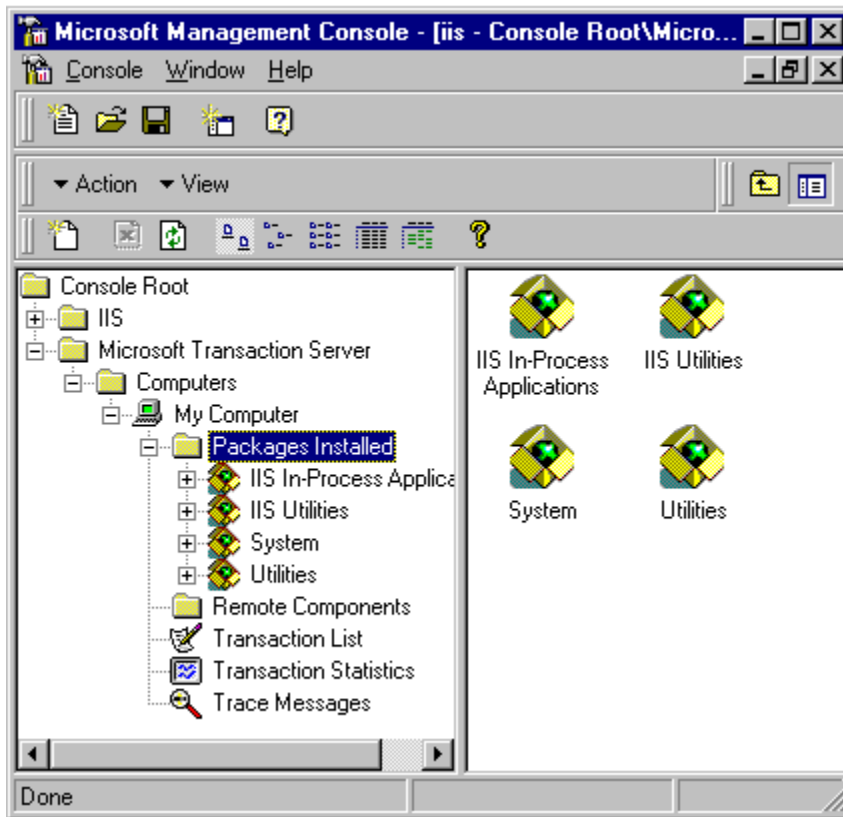 Microsoft Management Console - [iis - Console Root\Micro...
Console Window Help
Action View
Console Root
IIS
Microsoft Transaction Server
Computers
My Computer
Packages Installed
IIS In-Process Applica
IIS Utilities
System
Utilities
Remote Components
Transaction List
Transaction Statistics
Trace Messages
IIS In-Process
Applications
IIS Utilities
System
Utilities
Done